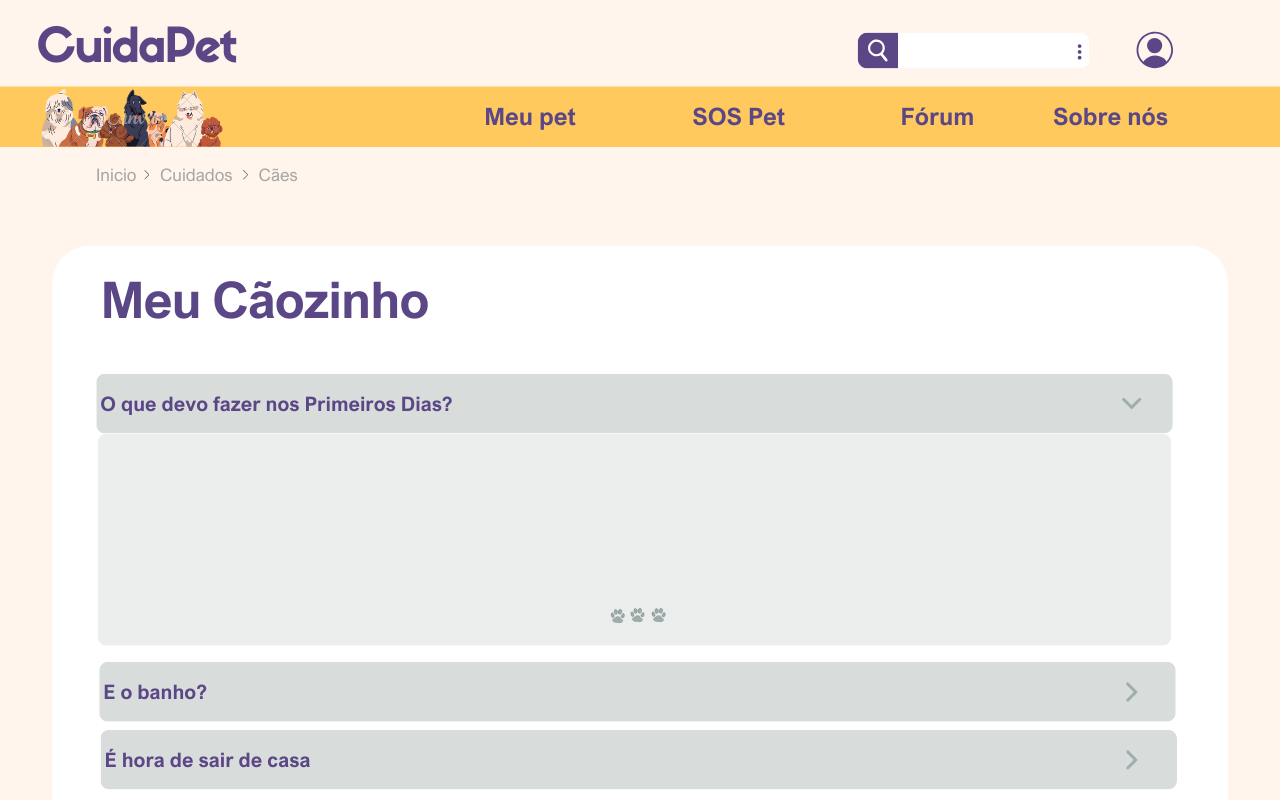 CuidaPet
Meu pet
SOS Pet
Fórum
Sobre nós
Inicio > Cuidados > Cães
Meu Cãozinho
O que devo fazer nos Primeiros Dias?
E o banho?
É hora de sair de casa